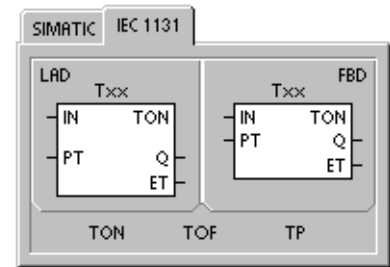 SIMATIC IEC 1131
LAD FBD
Txx Txx
IN TON IN TON
PT Q PT Q
ET ET
TON TOF TP